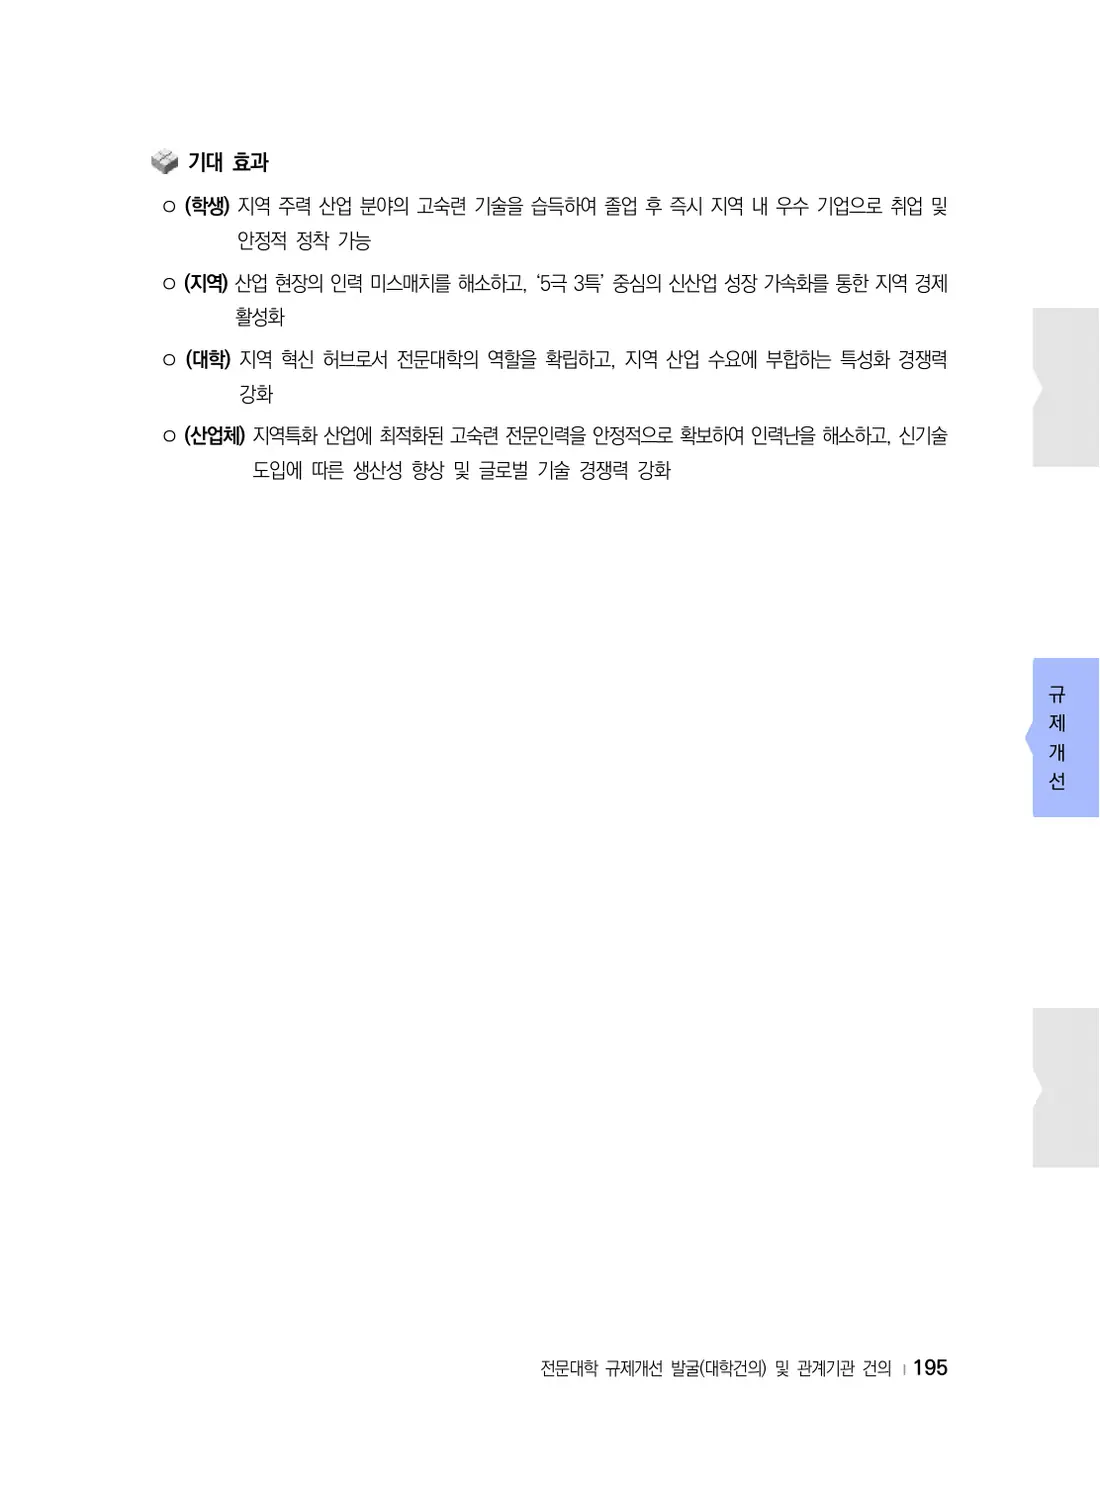 기대 효과
ㅇ (학생) 지역 주력 산업 분야의 고숙련 기술을 습득하여 졸업 후 즉시 지역 내 우수 기업으로 취업 및
안정적 정착 가능
ㅇ (지역) 산업 현장의 인력 미스매치를 해소하고, ‘5극 3특’ 중심의 신산업 성장 가속화를 통한 지역 경제
활성화
ㅇ (대학) 지역 혁신 허브로서 전문대학의 역할을 확립하고, 지역 산업 수요에 부합하는 특성화 경쟁력
강화
ㅇ (산업체) 지역특화 산업에 최적화된 고숙련 전문인력을 안정적으로 확보하여 인력난을 해소하고, 신기술
도입에 따른 생산성 향상 및 글로벌 기술 경쟁력 강화
규
제
개
선
전문대학 규제개선 발굴(대학건의) 및 관계기관 건의 | 195